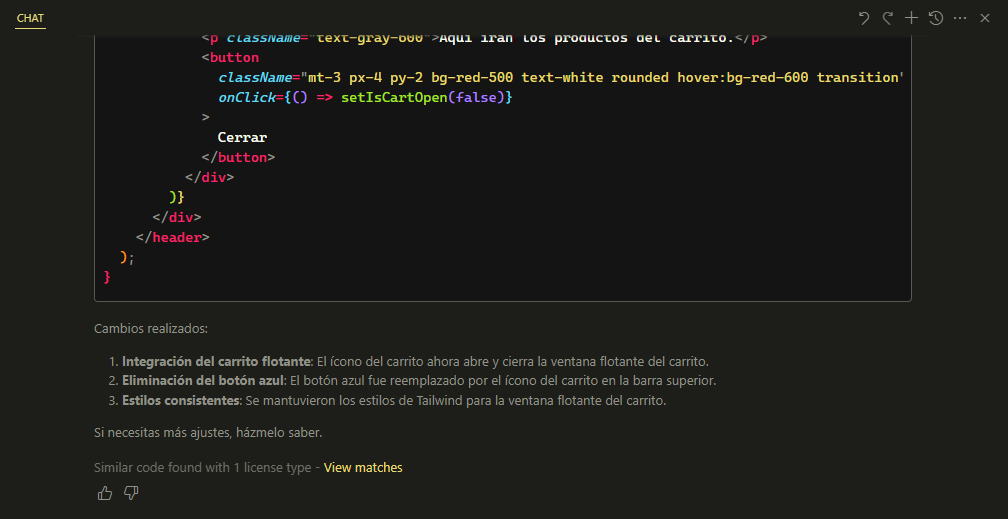 CHAT
<p className="text-gray-600">Aquí irán los productos del carrito.</p>
<button
className="mt-3 px-4 py-2 bg-red-500 text-white rounded hover:bg-red-600 transition"
onClick={() => setIsCartOpen(false)}
>
Cerrar
</button>
</div>
)}
</div>
</header>
);
}
Cambios realizados:
1. Integración del carrito flotante: El ícono del carrito ahora abre y cierra la ventana flotante del carrito.
2. Eliminación del botón azul: El botón azul fue reemplazado por el ícono del carrito en la barra superior.
3. Estilos consistentes: Se mantuvieron los estilos de Tailwind para la ventana flotante del carrito.
Si necesitas más ajustes, házmelo saber.
Similar code found with 1 license type - View matches